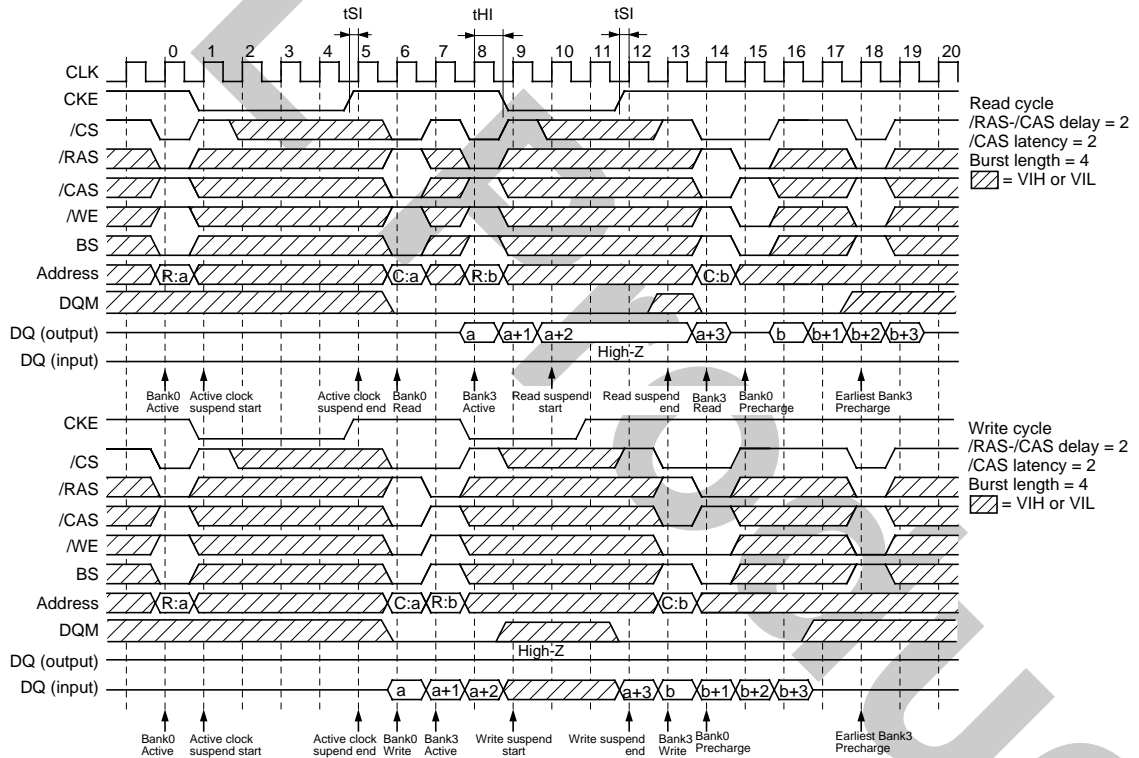 tSI tHI tSI
0 1 2 3 4 5 6 7 8 9 10 11 12 13 14 15 16 17 18 19 20
CLK
CKE
/CS
/RAS
/CAS
/WE
BS
Address R:a C:a R:b C:b
DQM
DQ (output) a a+1 a+2 a+3 b b+1 b+2 b+3
High-Z
DQ (input)
Bank0 Active clock Active clock Bank0 Bank3 Read suspend Read suspend Bank3 Bank0 Earliest Bank3
Active suspend start suspend end Read Active start end Read Precharge Precharge
Read cycle
/RAS-/CAS delay = 2
/CAS latency = 2
Burst length = 4
= VIH or VIL
CKE
/CS
/RAS
/CAS
/WE
BS
Address R:a C:a R:b C:b
DQM
High-Z
DQ (output)
DQ (input) a a+1 a+2 a+3 b b+1 b+2 b+3
Bank0 Active clock Active clock Bank0 Bank3 Write suspend Write suspend Bank3 Bank0 Earliest Bank3
Active suspend start supend end Write Active start end Write Precharge Precharge
Write cycle
/RAS-/CAS delay = 2
/CAS latency = 2
Burst length = 4
= VIH or VIL